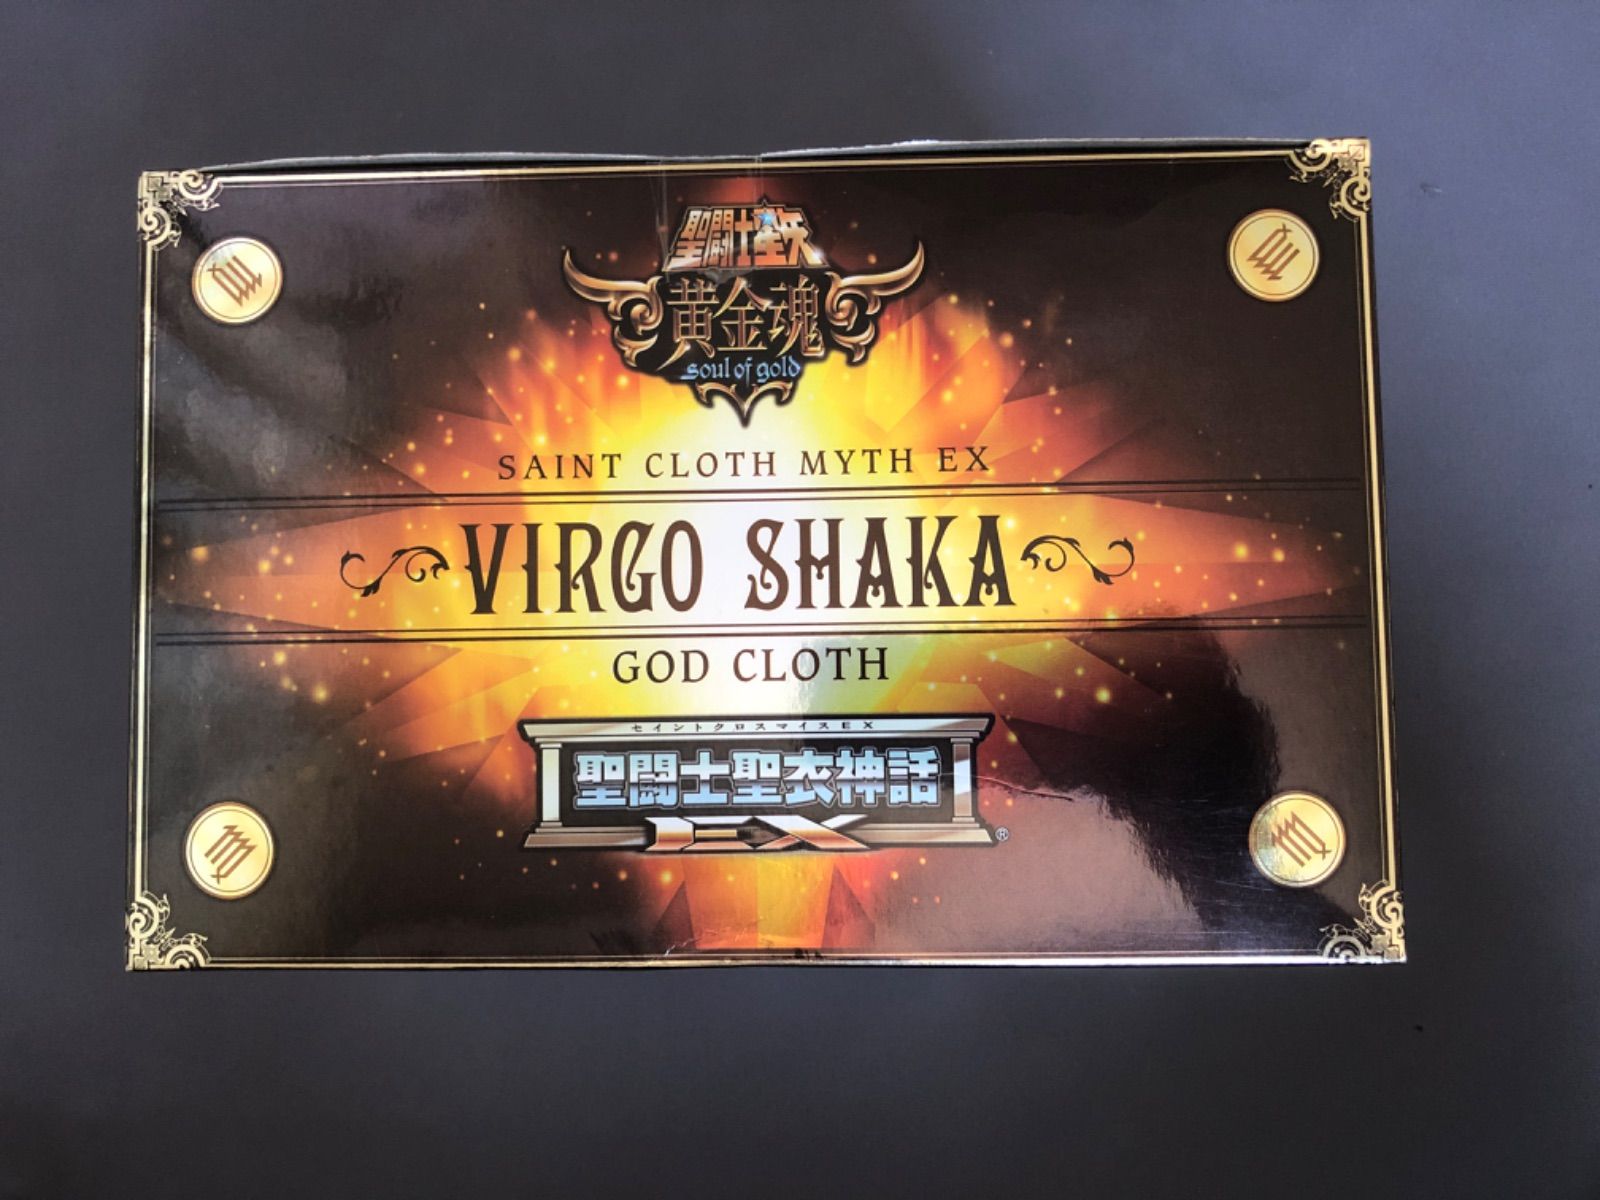 聖闘士星矢
黄金魂
soul of gold
SAINT CLOTH MYTH EX
VIRGO SHAKA
GOD CLOTH
セイントクロスマイスEX
聖闘士聖衣神話
EX
®